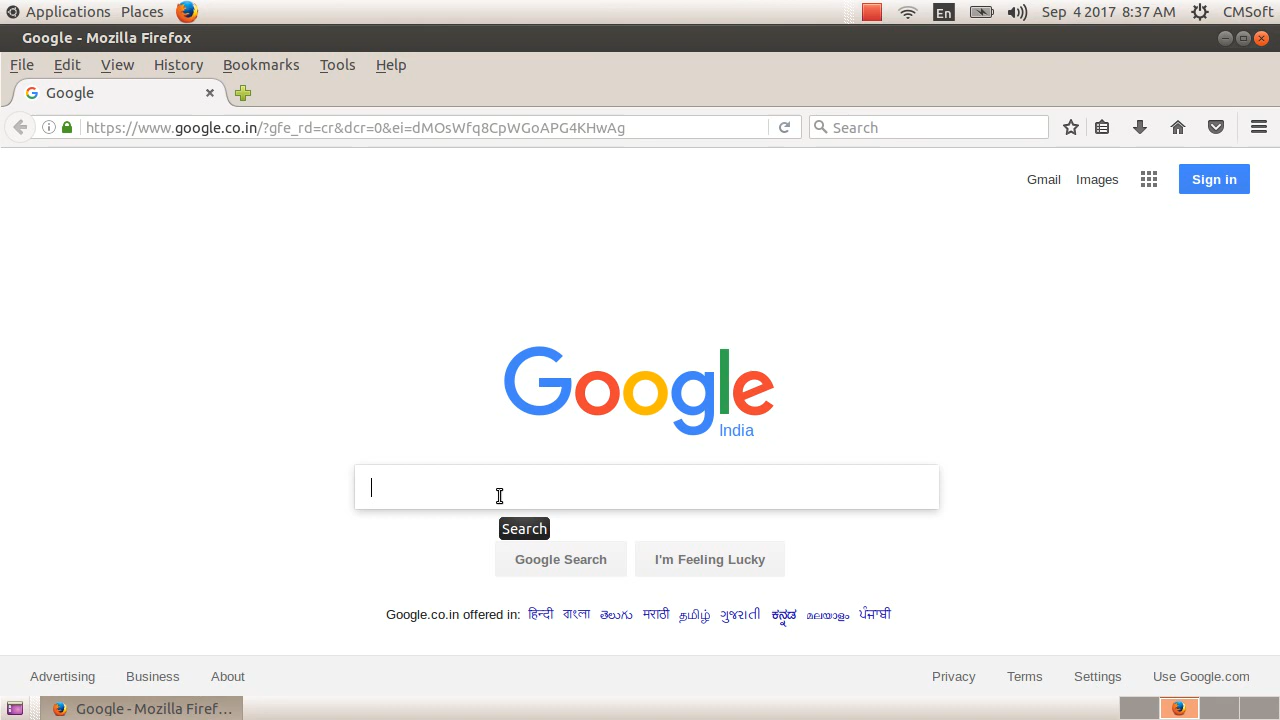 Applications Places En Sep 4 2017 8:37 AM CMSoft
Google - Mozilla Firefox
File Edit View History Bookmarks Tools Help
Google
https://www.google.co.in/?gfe_rd=cr&dcr=0&ei=dMOsWfq8CpWGoAPG4KHwAg Search
Gmail Images Sign in
Google
India
Search
Google Search I'm Feeling Lucky
Google.co.in offered in: हिन्दी বাংলা తెలుగు मराठी தமிழ் ગુજરાતી ಕನ್ನಡ മലയാളം ਪੰਜਾਬੀ
Advertising Business About Privacy Terms Settings Use Google.com
Google - Mozilla Firef...